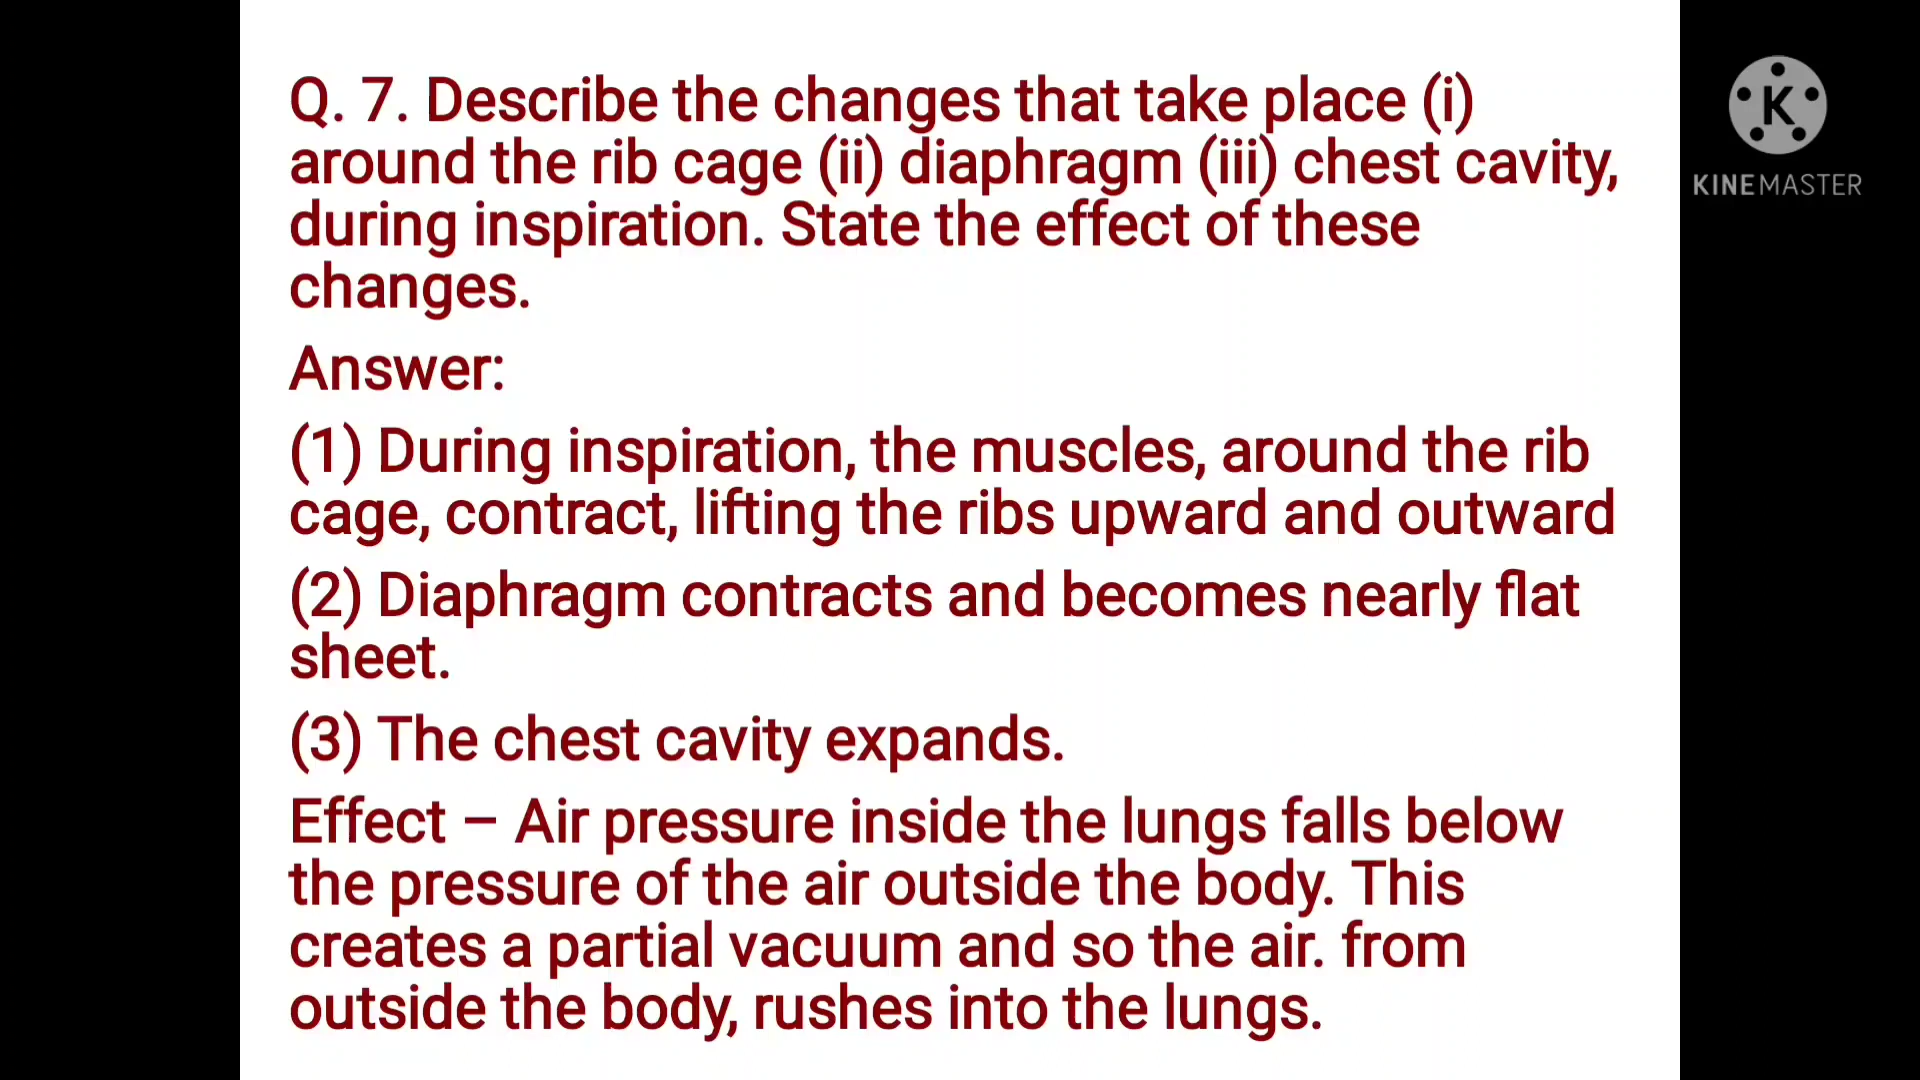 Q. 7. Describe the changes that take place (i)
around the rib cage (ii) diaphragm (iii) chest cavity,
during inspiration. State the effect of these
changes.
Answer:
(1) During inspiration, the muscles, around the rib
cage, contract, lifting the ribs upward and outward
(2) Diaphragm contracts and becomes nearly flat
sheet.
(3) The chest cavity expands.
Effect – Air pressure inside the lungs falls below
the pressure of the air outside the body. This
creates a partial vacuum and so the air. from
outside the body, rushes into the lungs.
K
KINEMASTER